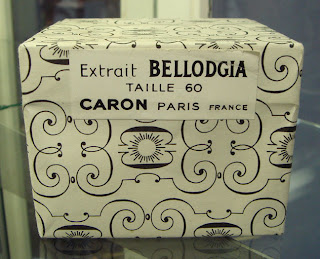 Extrait BELLODGIA
TAILLE 60
CARON PARIS FRANCE